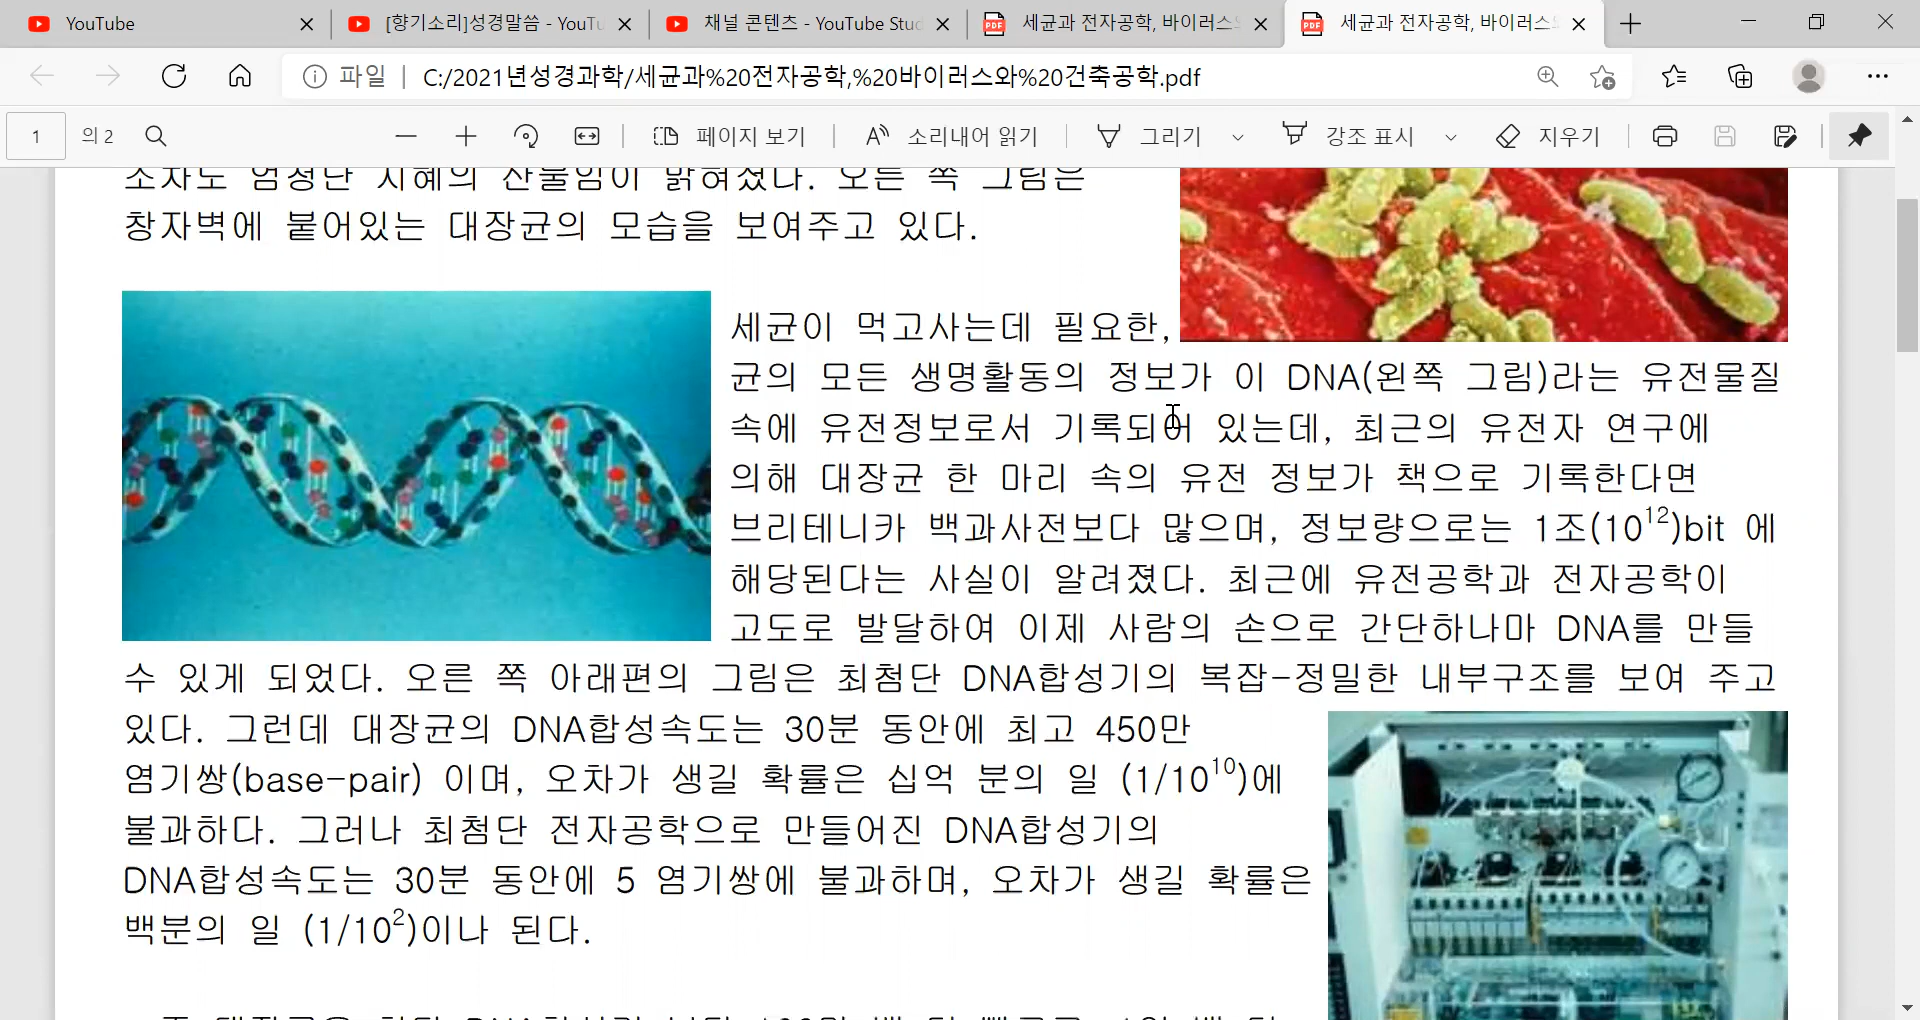 YouTube
[향기소리]성경말씀 - YouTu
채널 콘텐츠 - YouTube Stud
세균과 전자공학, 바이러스와
세균과 전자공학, 바이러스와
파일
C:/2021년성경과학/세균과%20전자공학,%20바이러스와%20건축공학.pdf
1
의 2
페이지 보기
소리내어 읽기
그리기
강조 표시
지우기
창자벽에 붙어있는 대장균의 모습을 보여주고 있다.
세균이 먹고사는데 필요한,
균의 모든 생명활동의 정보가 이 DNA(왼쪽 그림)라는 유전물질
속에 유전정보로서 기록되어 있는데, 최근의 유전자 연구에
의해 대장균 한 마리 속의 유전 정보가 책으로 기록한다면
브리테니카 백과사전보다 많으며, 정보량으로는 1조(10¹²)bit 에
해당된다는 사실이 알려졌다. 최근에 유전공학과 전자공학이
고도로 발달하여 이제 사람의 손으로 간단하나마 DNA를 만들
수 있게 되었다. 오른 쪽 아래편의 그림은 최첨단 DNA합성기의 복잡-정밀한 내부구조를 보여 주고
있다. 그런데 대장균의 DNA합성속도는 30분 동안에 최고 450만
염기쌍(base-pair) 이며, 오차가 생길 확률은 십억 분의 일 (1/10¹⁰)에
불과하다. 그러나 최첨단 전자공학으로 만들어진 DNA합성기의
DNA합성속도는 30분 동안에 5 염기쌍에 불과하며, 오차가 생길 확률은
백분의 일 (1/10²)이나 된다.